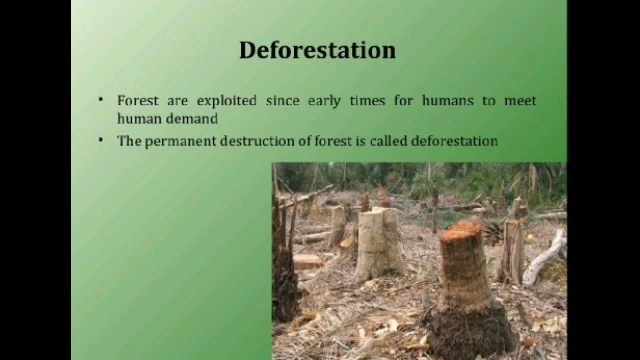 Deforestation
• Forest are exploited since early times for humans to meet
human demand
• The permanent destruction of forest is called deforestation